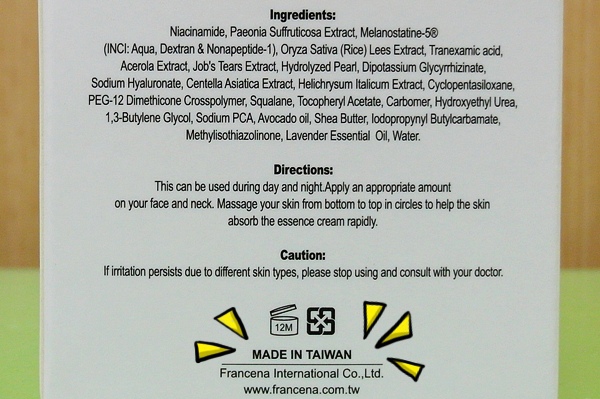 Ingredients:
Niacinamide, Paeonia Suffruticosa Extract, Melanostatine-5®
(INCI: Aqua, Dextran & Nonapeptide-1), Oryza Sativa (Rice) Lees Extract, Tranexamic acid,
Acerola Extract, Job's Tears Extract, Hydrolyzed Pearl, Dipotassium Glycyrrhizinate,
Sodium Hyaluronate, Centella Asiatica Extract, Helichrysum Italicum Extract, Cyclopentasiloxane,
PEG-12 Dimethicone Crosspolymer, Squalane, Tocopheryl Acetate, Carbomer, Hydroxyethyl Urea,
1,3-Butylene Glycol, Sodium PCA, Avocado oil, Shea Butter, Iodopropynyl Butylcarbamate,
Methylisothiazolinone, Lavender Essential Oil, Water.
Directions:
This can be used during day and night.Apply an appropriate amount
on your face and neck. Massage your skin from bottom to top in circles to help the skin
absorb the essence cream rapidly.
Caution:
If irritation persists due to different skin types, please stop using and consult with your doctor.
12M
MADE IN TAIWAN
Francena International Co.,Ltd.
www.francena.com.tw